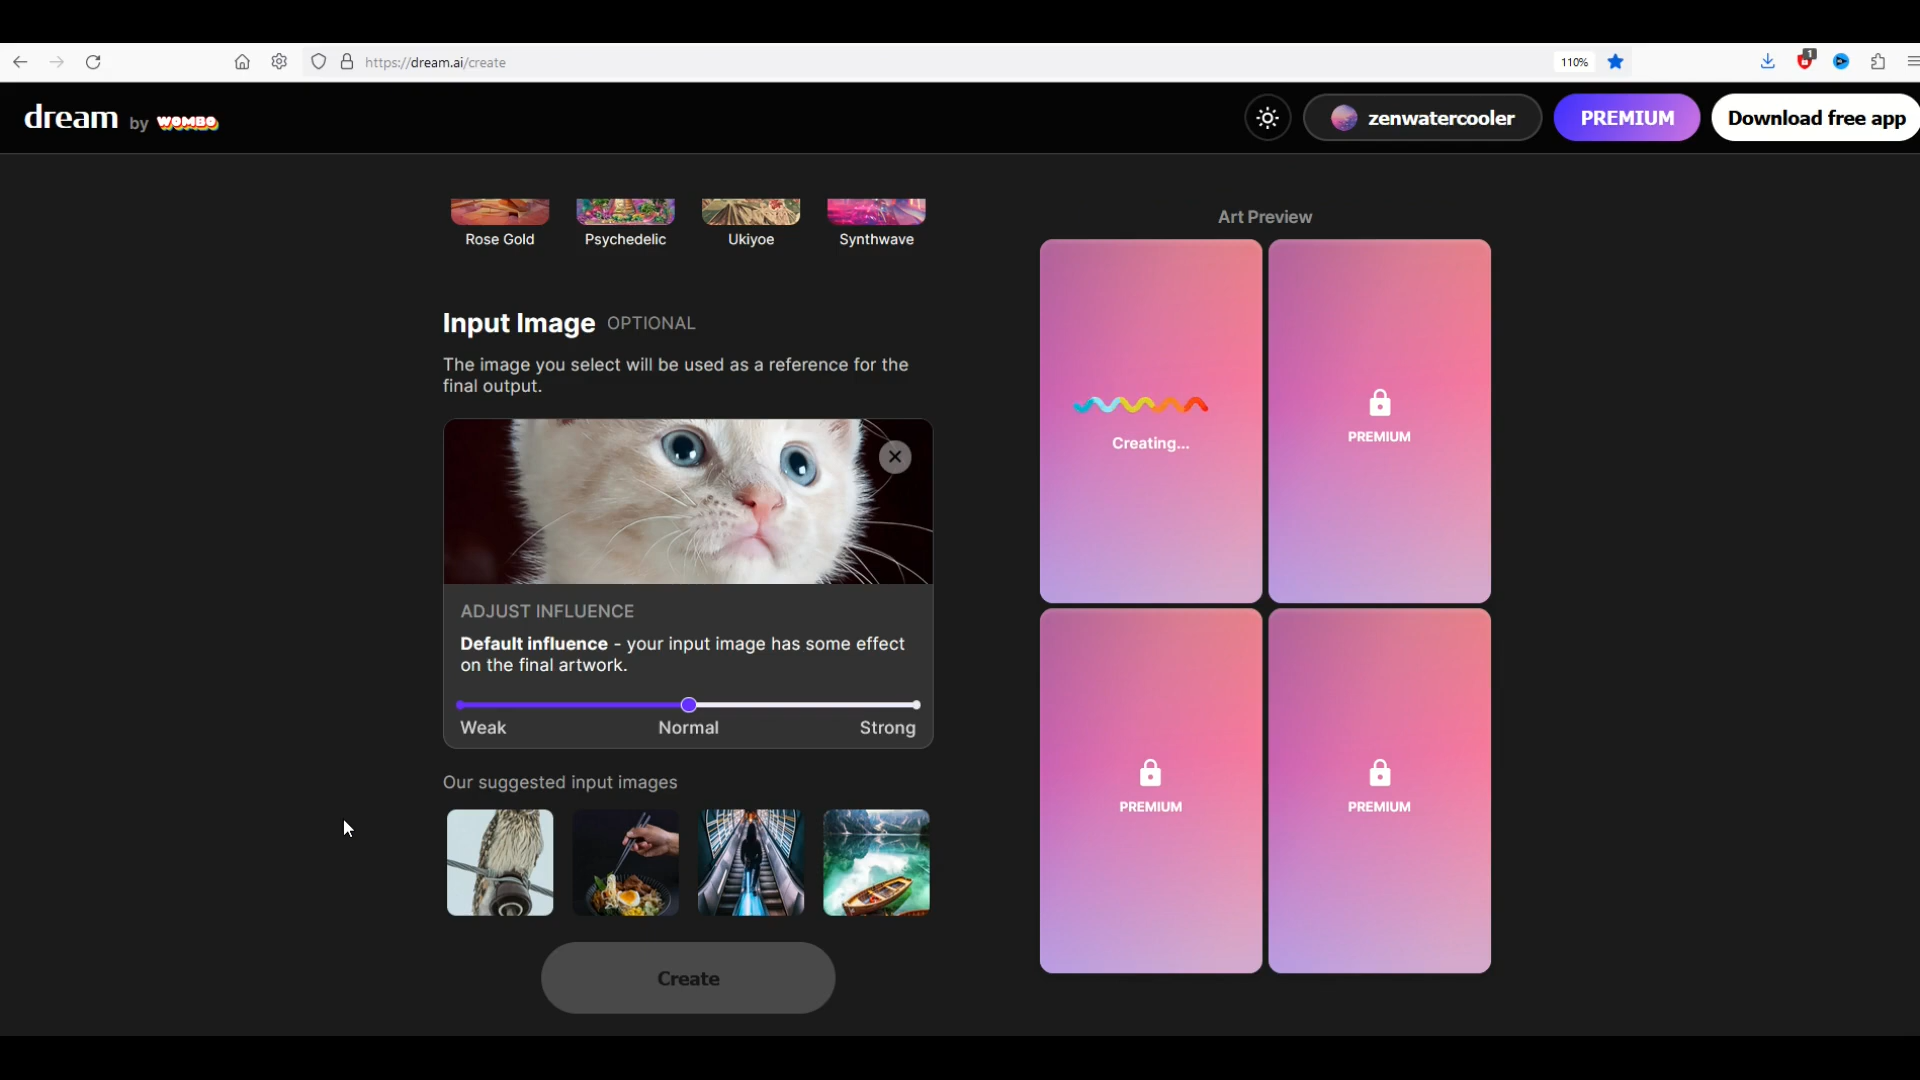 https://dream.ai/create
110%
1
dream by WOMBO
zenwatercooler
PREMIUM
Download free app
Rose Gold
Psychedelic
Ukiyoe
Synthwave
Input Image OPTIONAL
The image you select will be used as a reference for the
final output.
ADJUST INFLUENCE
Default influence - your input image has some effect
on the final artwork.
Weak
Normal
Strong
Our suggested input images
Create
Art Preview
Creating...
PREMIUM
PREMIUM
PREMIUM